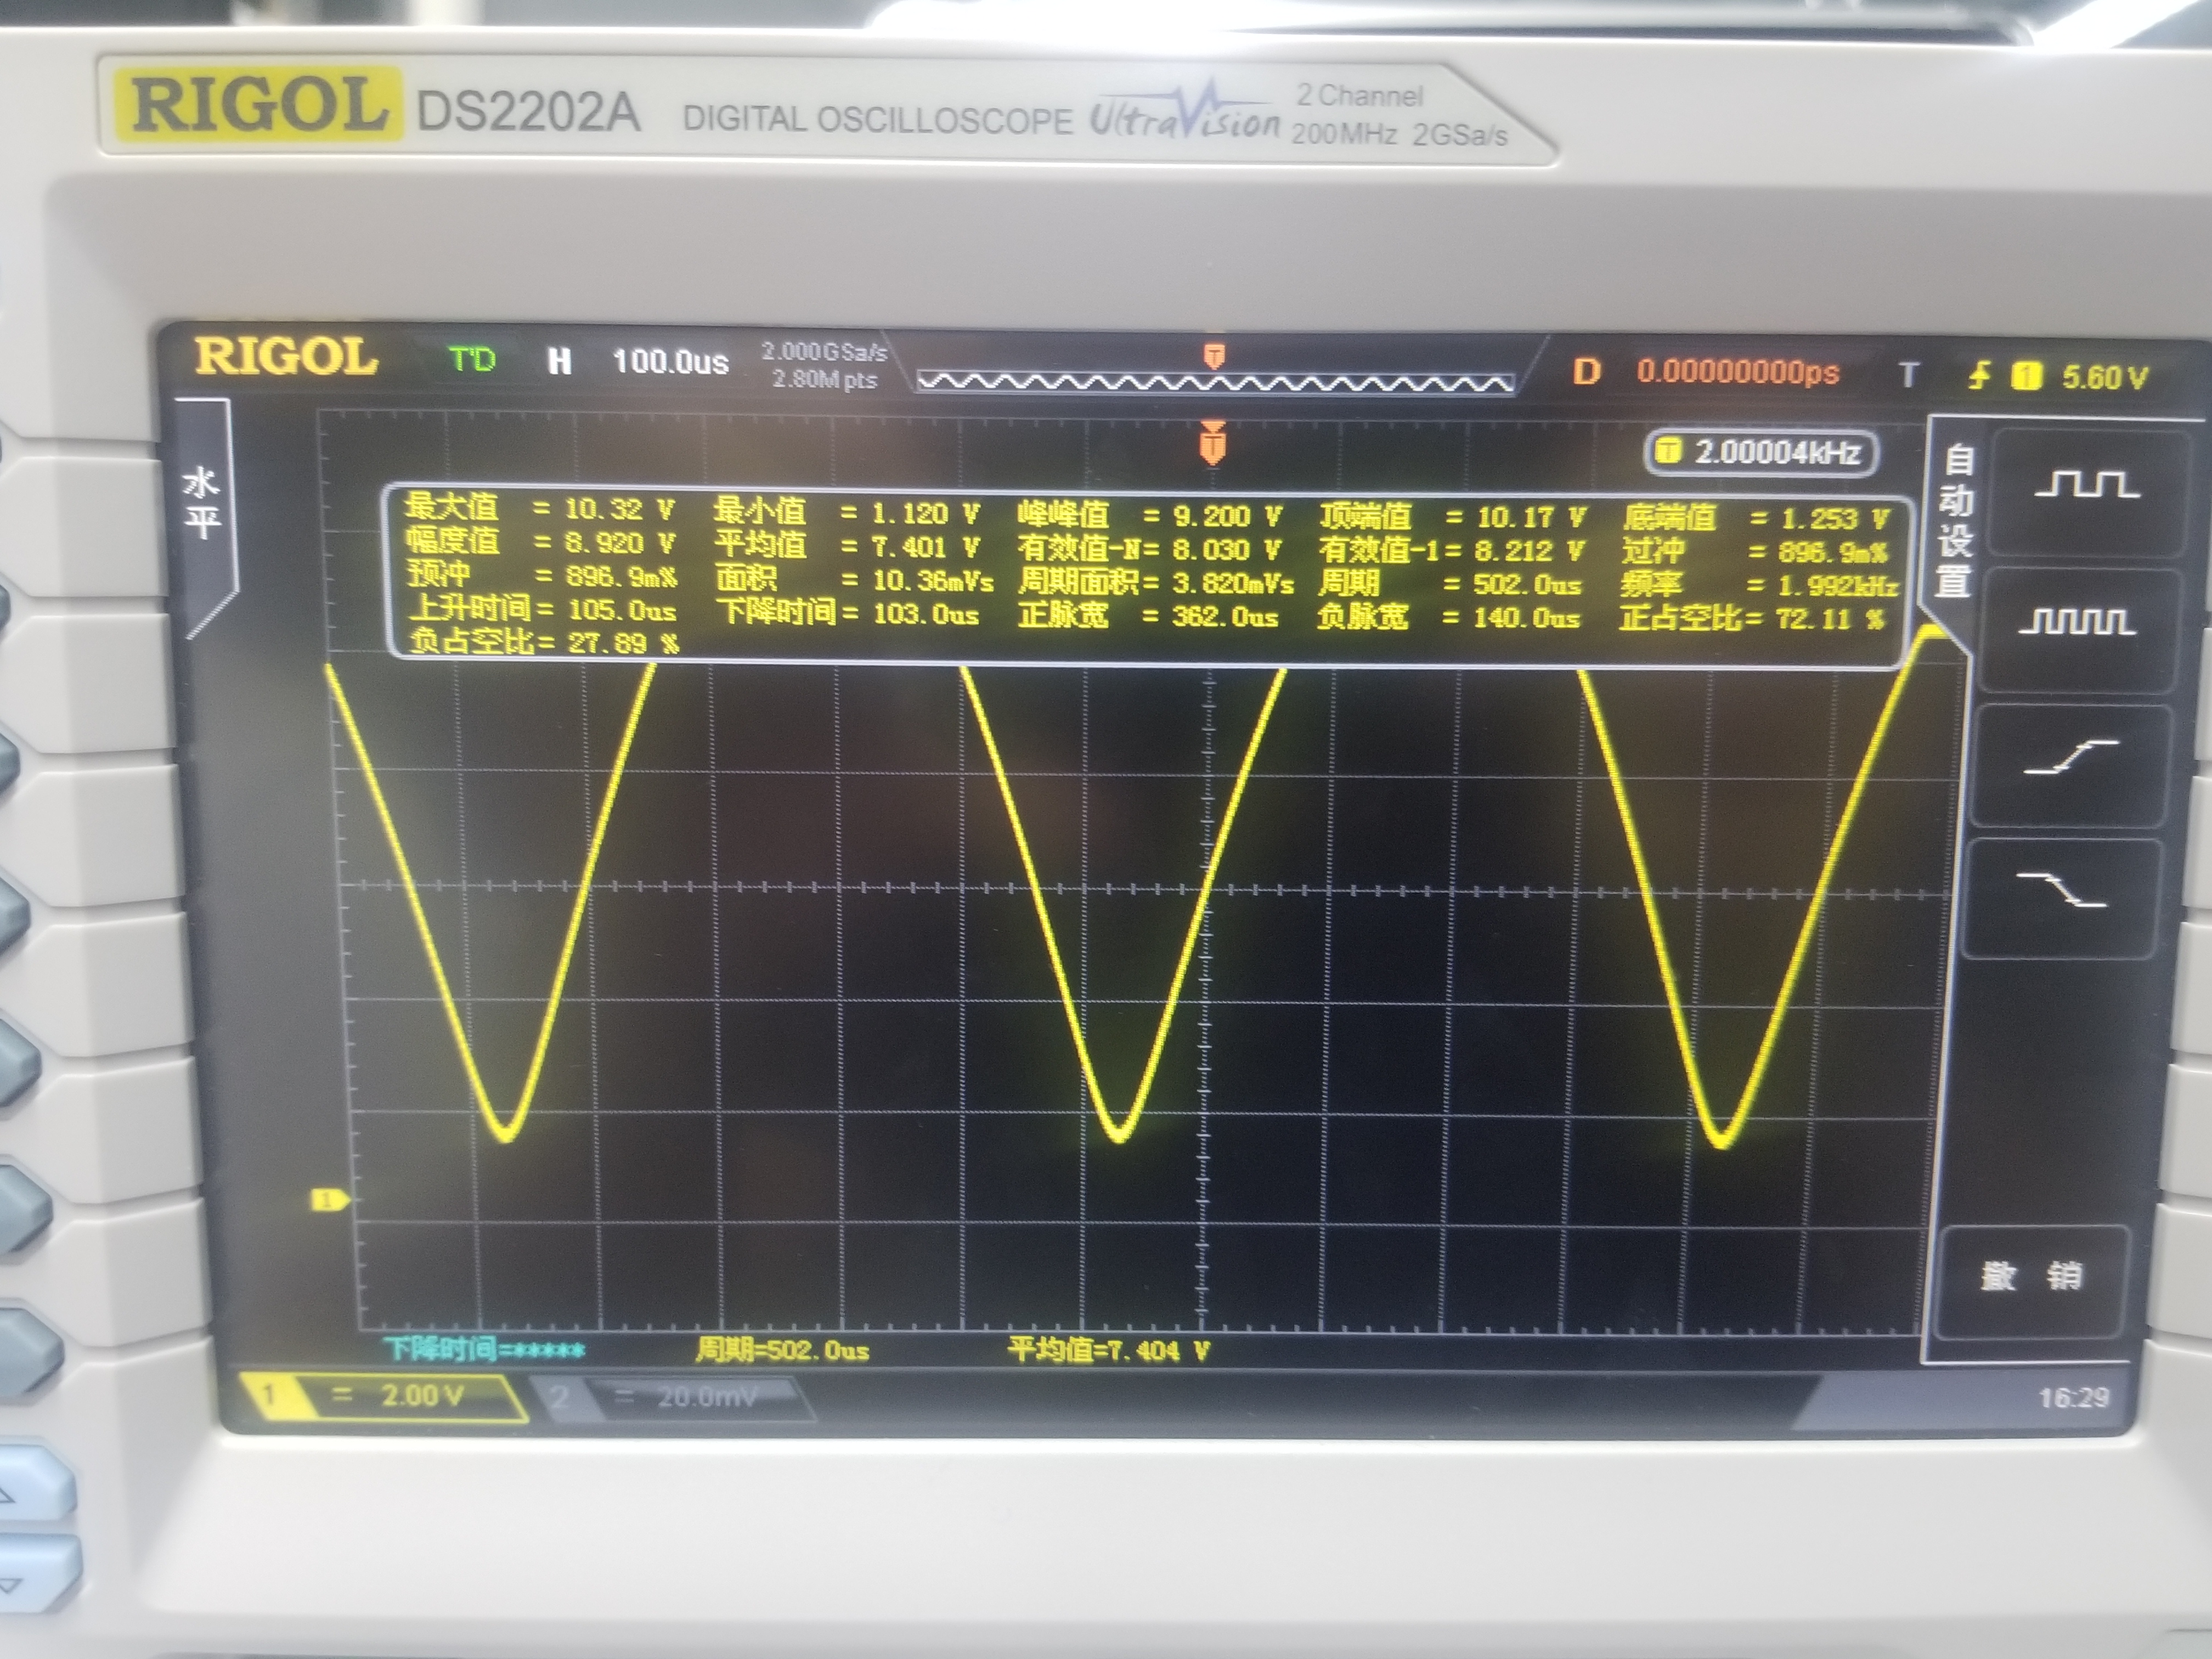 RIGOL DS2202A DIGITAL OSCILLOSCOPE UltraVision 2 Channel
200MHz 2GSa/s
RIGOL T'D H 100.0us 2.000GSa/s 2.80M pts T D 0.00000000ps T 1 5.60 V
水平
T
T 2.00004kHz
自动设置
最大值 = 10.32 V 最小值 = 1.120 V 峰峰值 = 9.200 V 顶端值 = 10.17 V 底端值 = 1.253 V
幅度值 = 8.920 V 平均值 = 7.401 V 有效值-N= 8.030 V 有效值-1= 8.212 V 过冲 = 896.9m%
预冲 = 896.9m% 面积 = 10.36mVs 周期面积= 3.820mVs 周期 = 502.0us 频率 = 1.992kHz
上升时间= 105.0us 下降时间= 103.0us 正脉宽 = 362.0us 负脉宽 = 140.0us 正占空比= 72.11 %
负占空比= 27.89 %
1
撤 销
下降时间=***** 周期=502.0us 平均值=7.404 V
1 = 2.00 V 2 = 20.0mV 16:29